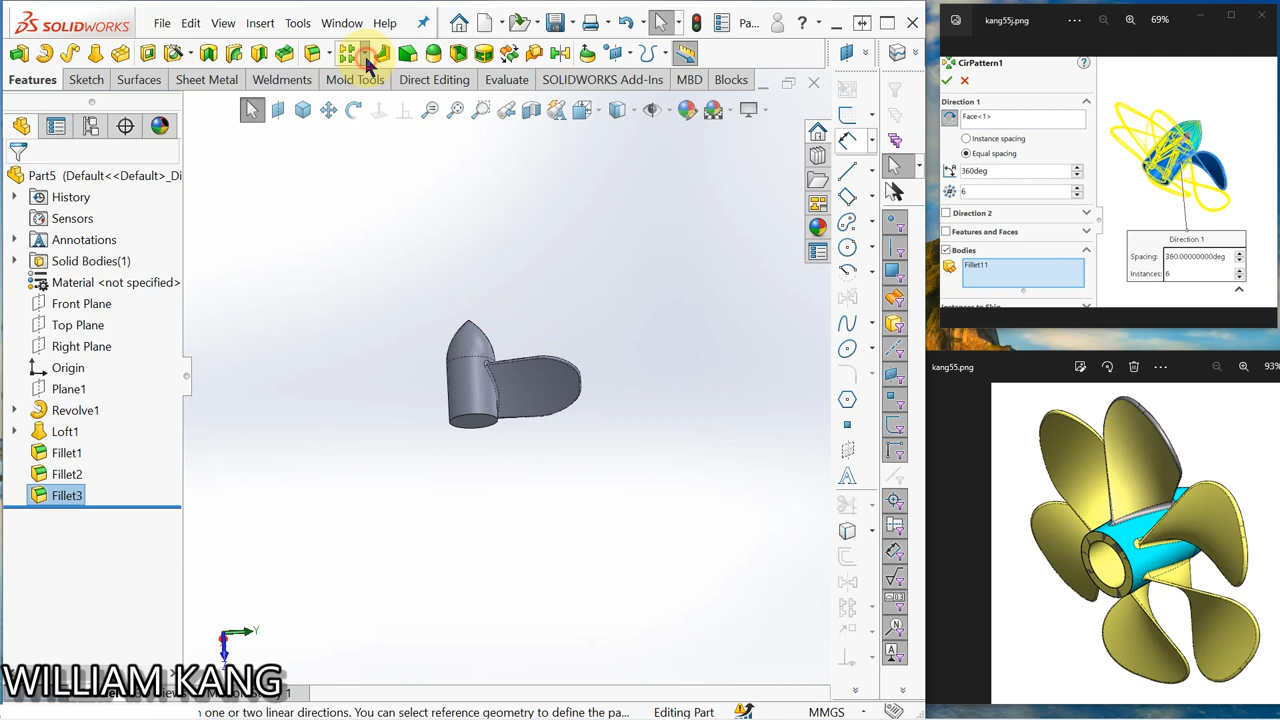 SOLIDWORKS
File
Edit
View
Insert
Tools
Window
Help
Pa...
?
Features
Sketch
Surfaces
Sheet Metal
Weldments
Mold Tools
Direct Editing
Evaluate
SOLIDWORKS Add-Ins
MBD
Blocks
Part5 (Default<<Default>_Di
History
Sensors
Annotations
Solid Bodies(1)
Material <not specified>
Front Plane
Top Plane
Right Plane
Origin
Plane1
Revolve1
Loft1
Fillet1
Fillet2
Fillet3
Y
WILLIAM KANG
n one or two linear directions. You can select reference geometry to define the pa...
Editing Part
MMGS
kang55j.png
69%
CirPattern1
Direction 1
Face<1>
Instance spacing
Equal spacing
360deg
6
Direction 2
Features and Faces
Bodies
Fillet11
Instances to Skip
Direction 1
Spacing: 360.00000000deg
Instances: 6
kang55.png
93%